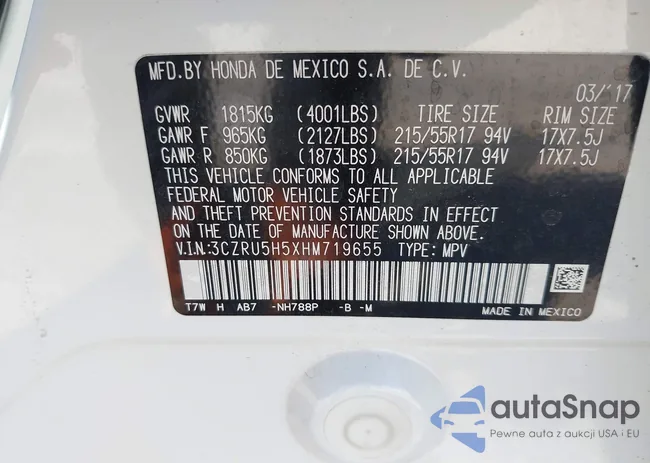 MFD.BY HONDA DE MEXICO S.A. DE C.V.
03/'17
GVWR 1815KG (4001LBS) TIRE SIZE RIM SIZE
GAWR F 965KG (2127LBS) 215/55R17 94V 17X7.5J
GAWR R 850KG (1873LBS) 215/55R17 94V 17X7.5J
THIS VEHICLE CONFORMS TO ALL APPLICABLE
FEDERAL MOTOR VEHICLE SAFETY
AND THEFT PREVENTION STANDARDS IN EFFECT
ON THE DATE OF MANUFACTURE SHOWN ABOVE.
V.I.N:3CZRU5H5XHM719655 TYPE: MPV
T7W H AB7 -NH788P -B -M MADE IN MEXICO
autaSnap
Pewne auta z aukcji USA i EU